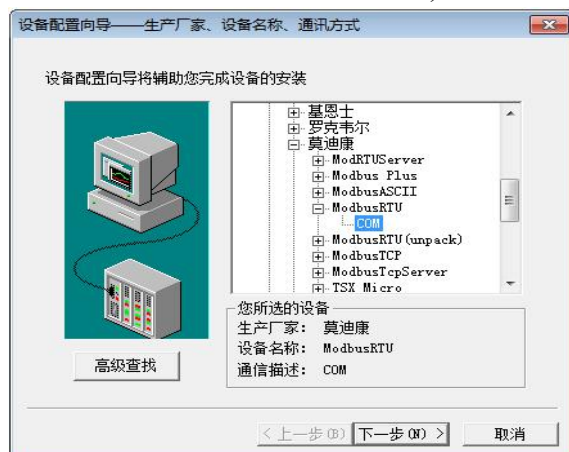 设备配置向导——生产厂家、设备名称、通讯方式
设备配置向导将辅助您完成设备的安装
基恩士
罗克韦尔
莫迪康
ModRTUServer
Modbus Plus
ModbusASCII
ModbusRTU
COM
ModbusRTU(unpack)
ModbusTCP
ModbusTcpServer
TSX Micro
您所选的设备
生产厂家： 莫迪康
设备名称： ModbusRTU
通信描述： COM
高级查找
<上一步(B) 下一步(N) > 取消